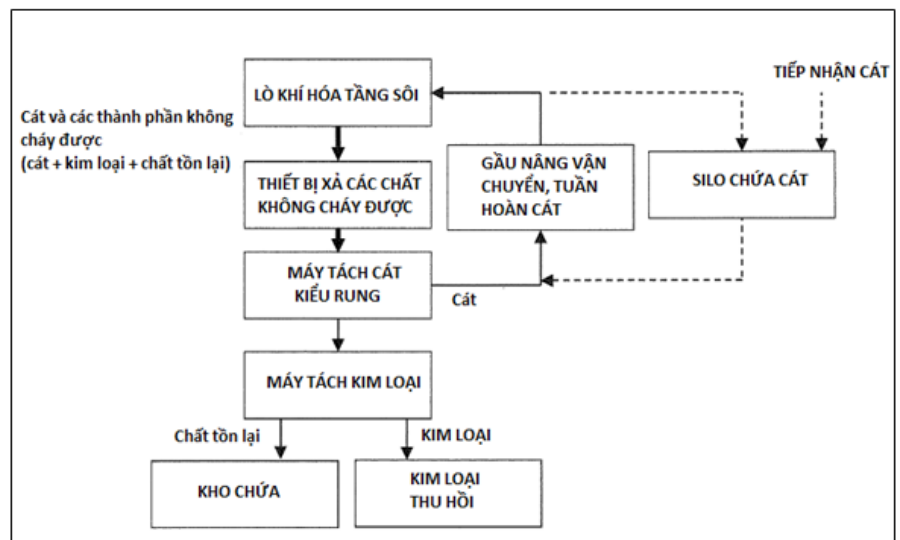 TIẾP NHẬN CÁT
LÒ KHÍ HÓA TẦNG SÔI
Cát và các thành phần không
cháy được
(cát + kim loại + chất tồn lại)
THIẾT BỊ XẢ CÁC CHẤT
KHÔNG CHÁY ĐƯỢC
GẦU NÂNG VẬN
CHUYỂN, TUẦN
HOÀN CÁT
SILO CHỨA CÁT
MÁY TÁCH CÁT
KIỂU RUNG
Cát
MÁY TÁCH KIM LOẠI
Chất tồn lại
KIM LOẠI
KHO CHỨA
KIM LOẠI
THU HỒI